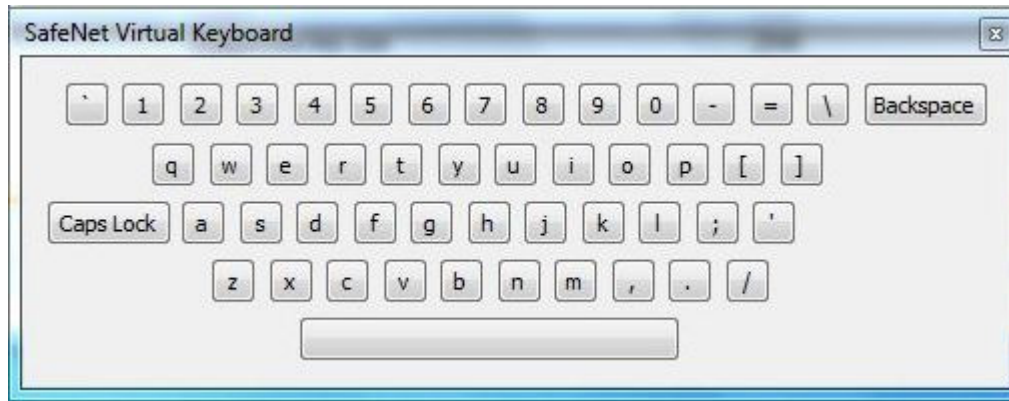 SafeNet Virtual Keyboard
` 1 2 3 4 5 6 7 8 9 0 - = \ Backspace
q w e r t y u i o p [ ]
Caps Lock a s d f g h j k l ; '
z x c v b n m , . /